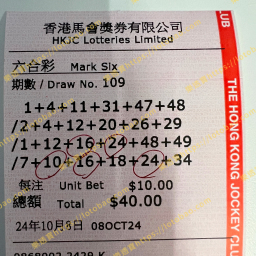 香港馬會獎券有限公司
HKJC Lotteries Limited
六合彩 Mark Six
期數 / Draw No. 109
1+4+11+31+47+48
/2+4+12+20+26+29
/1+12+16+24+48+49
/7+10+16+18+24+34
每注 Unit Bet $10.00
總額 Total $40.00
24年10月8日 08OCT24
CLUB
THE HONG KONG JOCKEY CLU